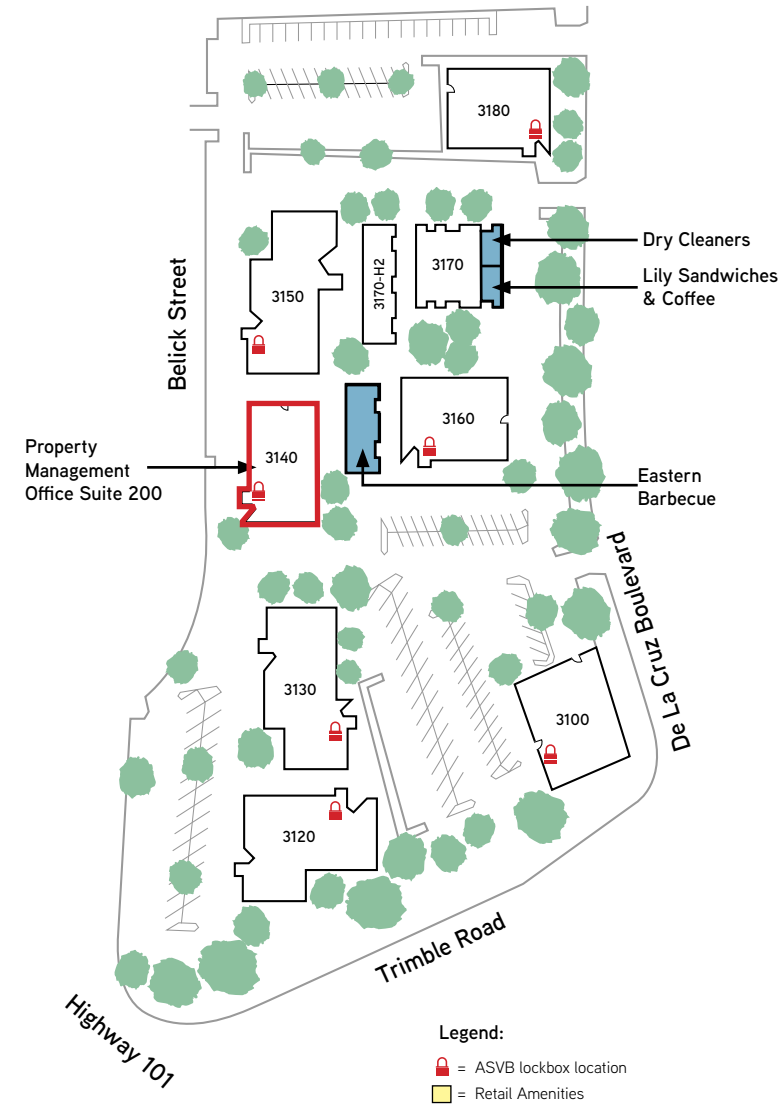 3180
Dry Cleaners
3170
Lily Sandwiches
& Coffee
3170-H2
3150
Belick Street
3160
Property
Management
Office Suite 200
3140
Eastern
Barbecue
De La Cruz Boulevard
3130
3100
3120
Trimble Road
Highway 101
Legend:
= ASVB lockbox location
= Retail Amenities